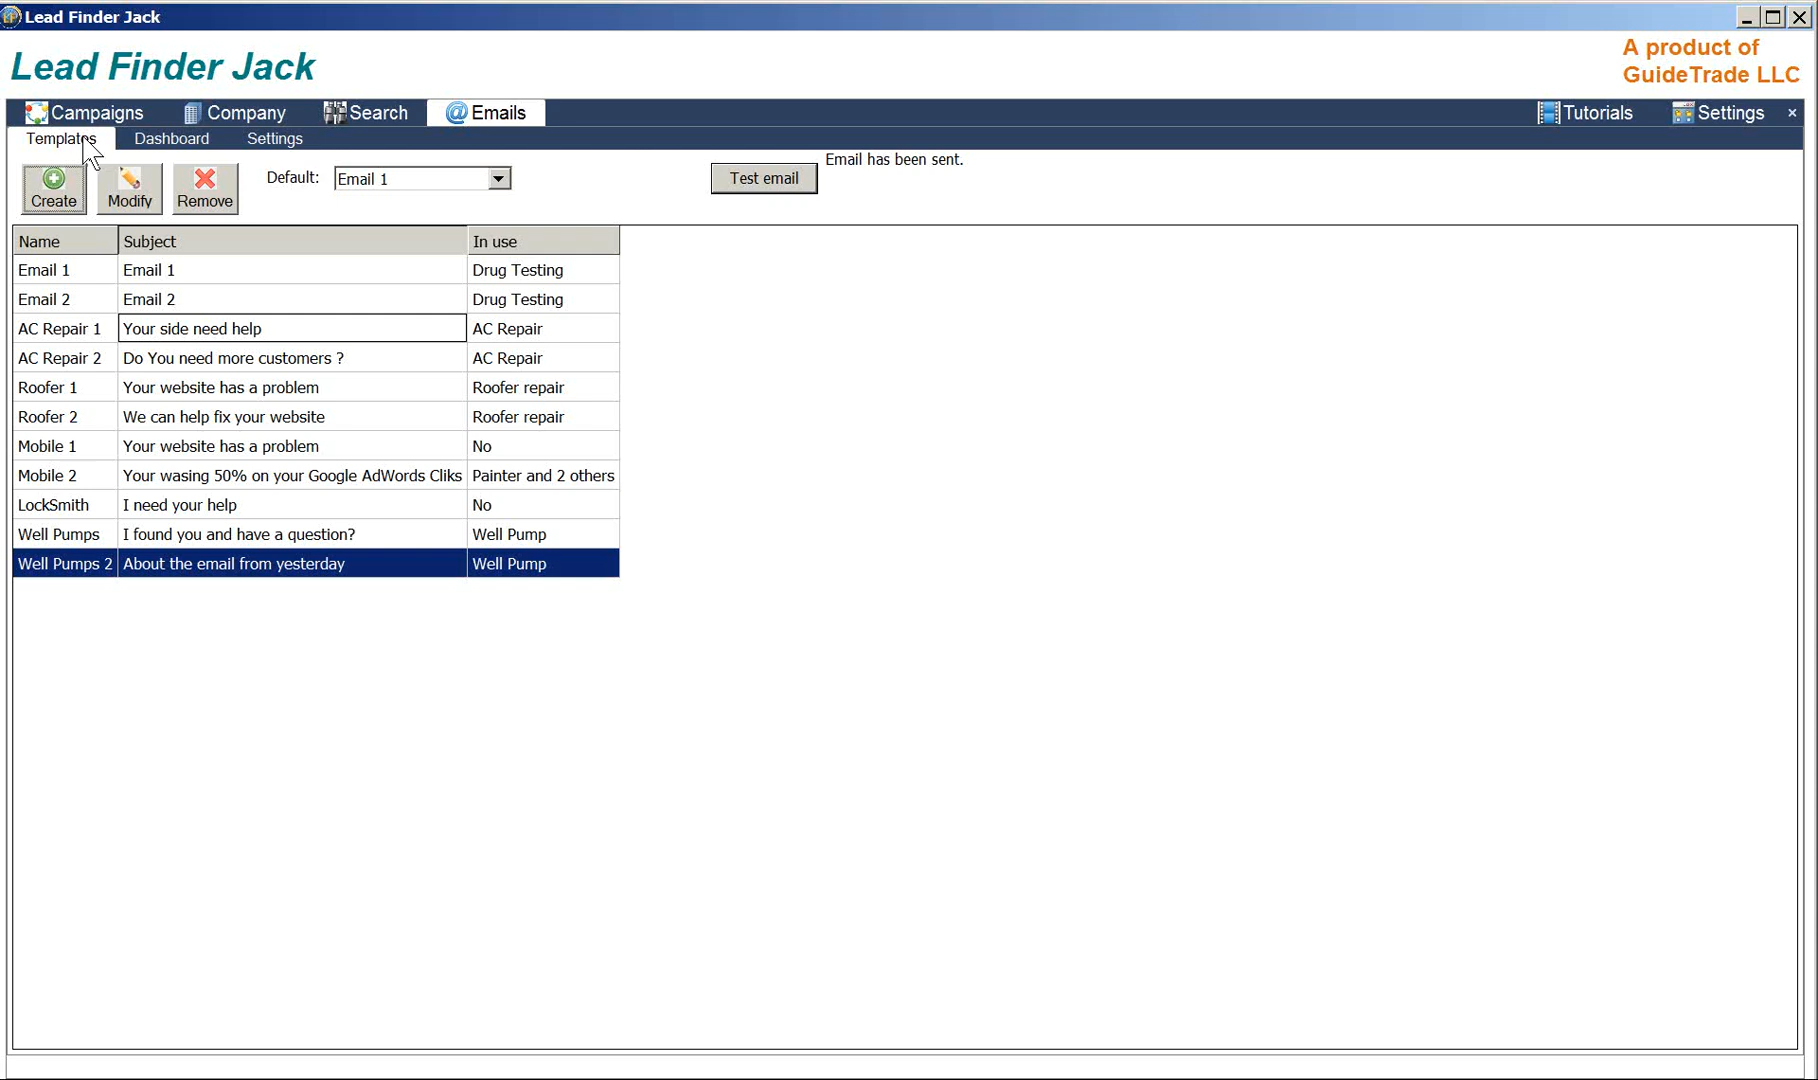 Lead Finder Jack
Lead Finder Jack
A product of
GuideTrade LLC
Campaigns Company Search Emails Tutorials Settings ×
Templates Dashboard Settings
Email has been sent.
Create Modify Remove Default: Email 1 Test email
Name Subject In use
Email 1 Email 1 Drug Testing
Email 2 Email 2 Drug Testing
AC Repair 1 Your side need help AC Repair
AC Repair 2 Do You need more customers ? AC Repair
Roofer 1 Your website has a problem Roofer repair
Roofer 2 We can help fix your website Roofer repair
Mobile 1 Your website has a problem No
Mobile 2 Your wasing 50% on your Google AdWords Cliks Painter and 2 others
LockSmith I need your help No
Well Pumps I found you and have a question? Well Pump
Well Pumps 2 About the email from yesterday Well Pump